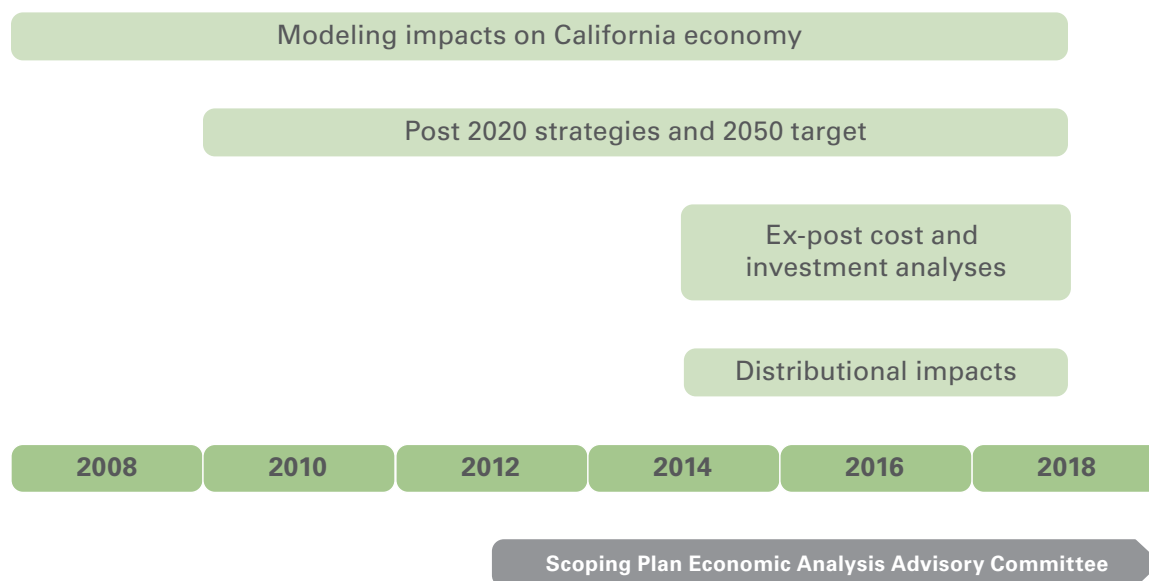 Modeling impacts on California economy
Post 2020 strategies and 2050 target
Ex-post cost and
investment analyses
Distributional impacts
2008 2010 2012 2014 2016 2018
Scoping Plan Economic Analysis Advisory Committee